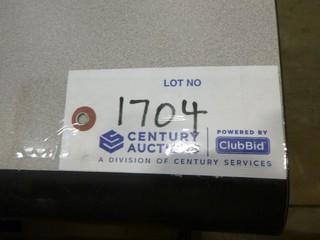 LOT NO
1704
CENTURY AUCTIONS
POWERED BY
ClubBid
A DIVISION OF CENTURY SERVICES